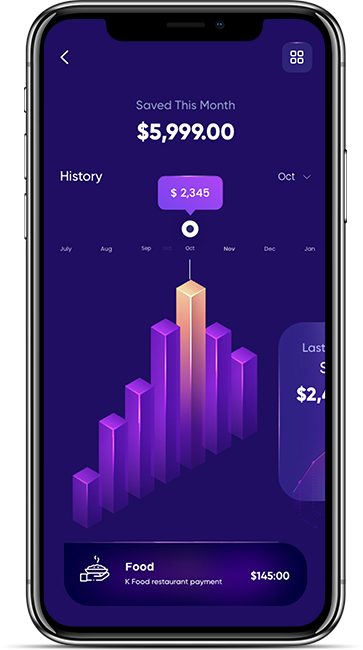 Saved This Month
$5,999.00
History
Oct
$ 2,345
July Aug Sep Oct Nov Dec Jan
Last
$2,4
Food
K Food restaurant payment
$145:00